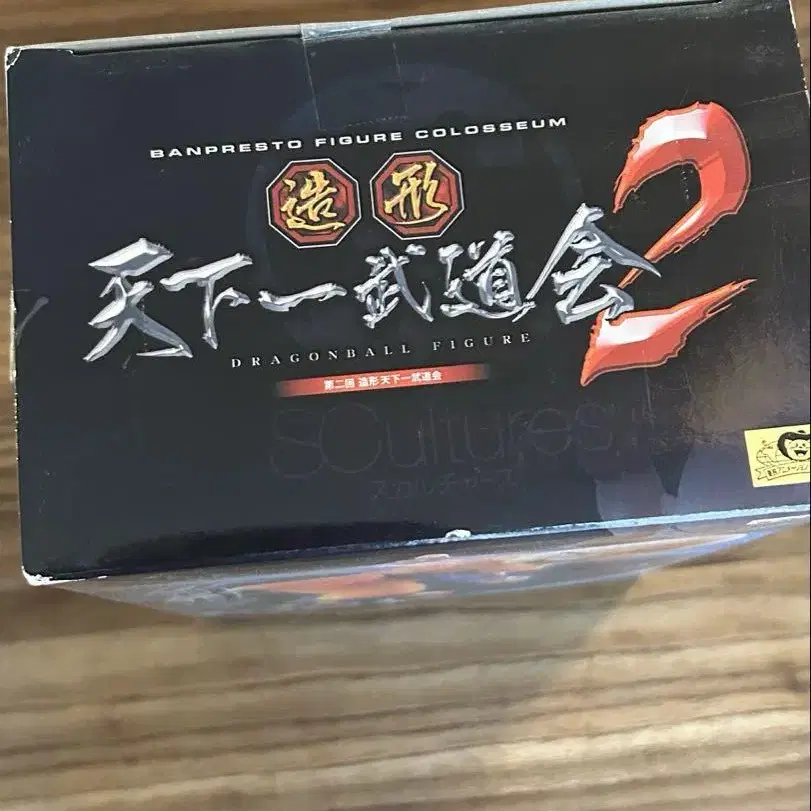 BANPRESTO FIGURE COLOSSEUM
造形
天下一武道会 2
DRAGONBALL FIGURE
第二回 造形天下一武道会
SCultures
スカルチャーズ